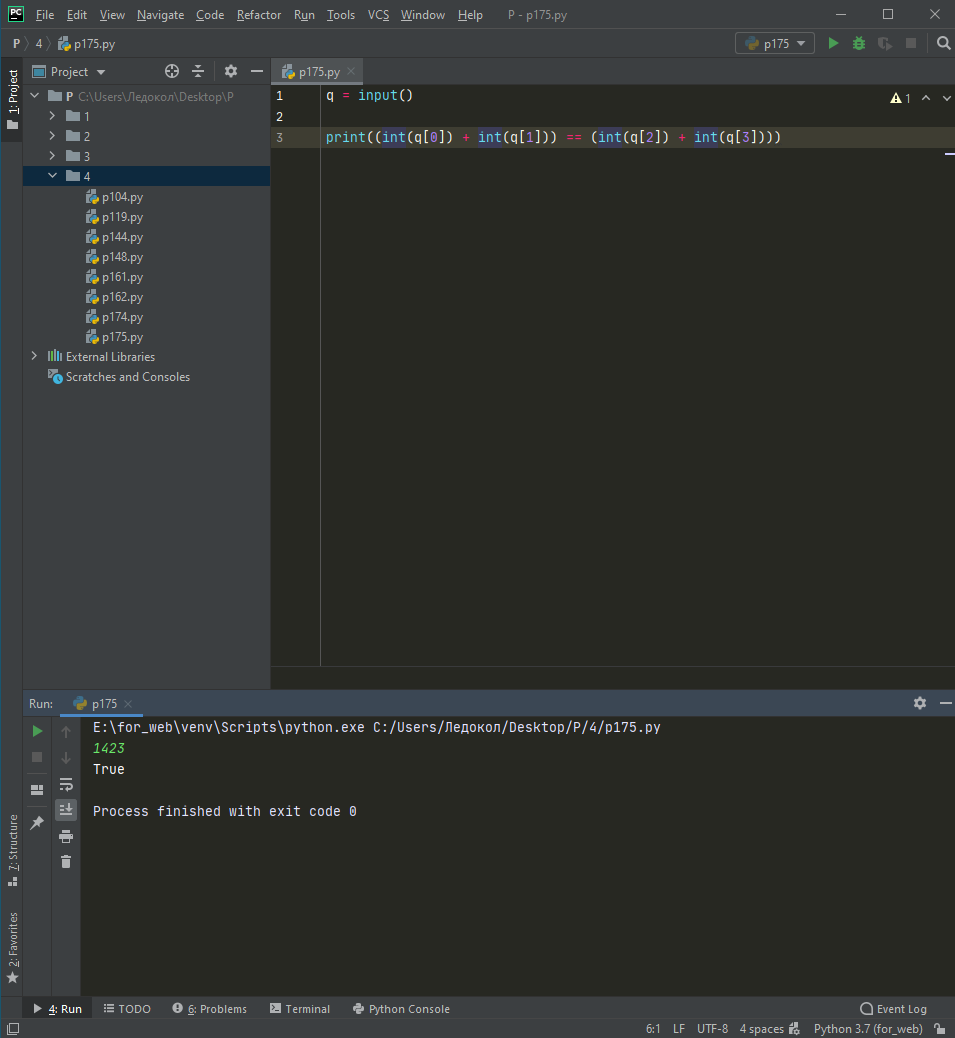 PC File Edit View Navigate Code Refactor Run Tools VCS Window Help P - p175.py
P 4 p175.py p175
1: Project
Project
p175.py
P C:\Users\Ледокол\Desktop\P
1
2
3
4
p104.py
p119.py
p144.py
p148.py
p161.py
p162.py
p174.py
p175.py
External Libraries
Scratches and Consoles
1 q = input()
2
3 print((int(q[0]) + int(q[1])) == (int(q[2]) + int(q[3])))
1
Run: p175
E:\for_web\venv\Scripts\python.exe C:/Users/Ледокол/Desktop/P/4/p175.py
1423
True
Process finished with exit code 0
7: Structure
2: Favorites
4: Run TODO 6: Problems Terminal Python Console Event Log
6:1 LF UTF-8 4 spaces Python 3.7 (for_web)